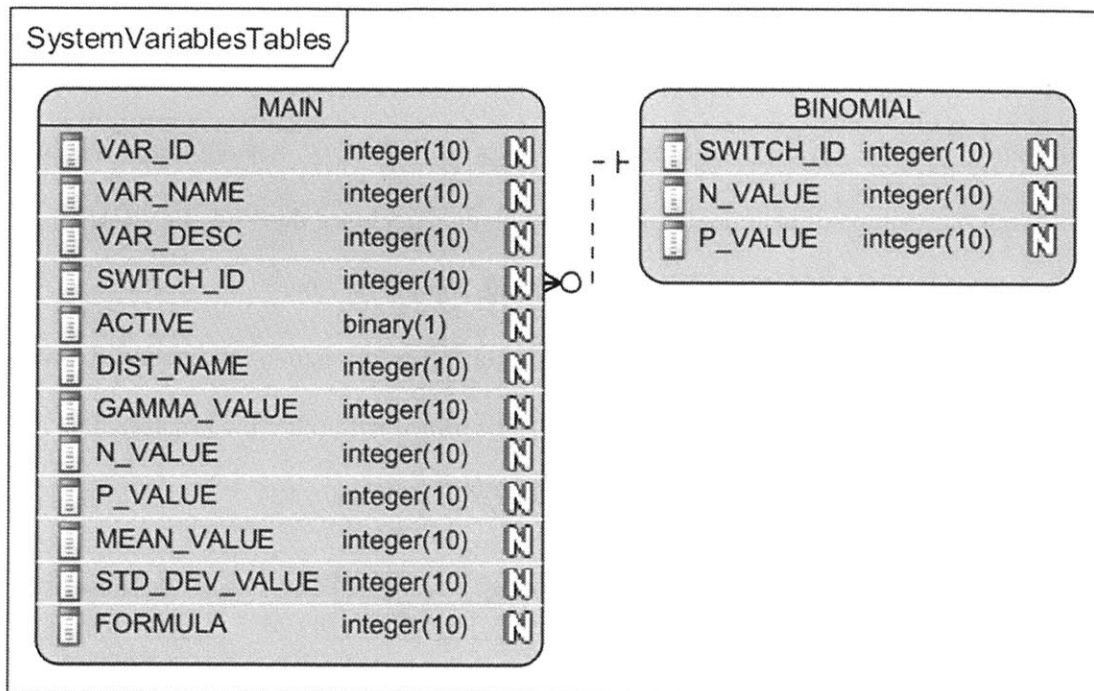 SystemVariablesTables
MAIN
VAR_ID integer(10) N
VAR_NAME integer(10) N
VAR_DESC integer(10) N
SWITCH_ID integer(10) N
ACTIVE binary(1) N
DIST_NAME integer(10) N
GAMMA_VALUE integer(10) N
N_VALUE integer(10) N
P_VALUE integer(10) N
MEAN_VALUE integer(10) N
STD_DEV_VALUE integer(10) N
FORMULA integer(10) N
BINOMIAL
SWITCH_ID integer(10) N
N_VALUE integer(10) N
P_VALUE integer(10) N